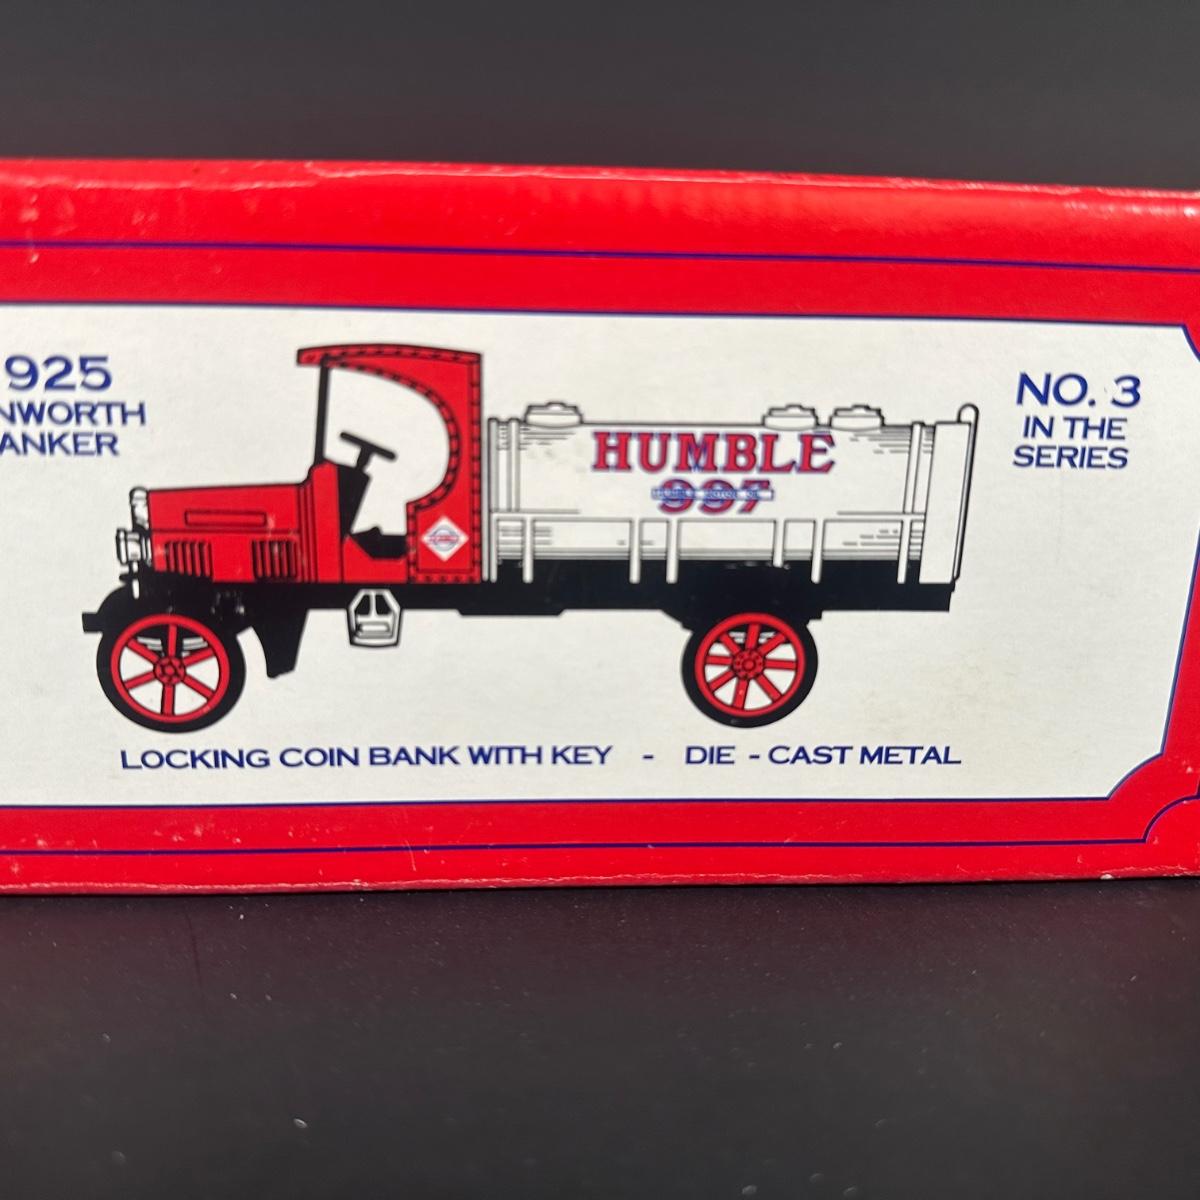 925
NWORTH
ANKER
NO. 3
IN THE
SERIES
HUMBLE
997
LOCKING COIN BANK WITH KEY - DIE - CAST METAL